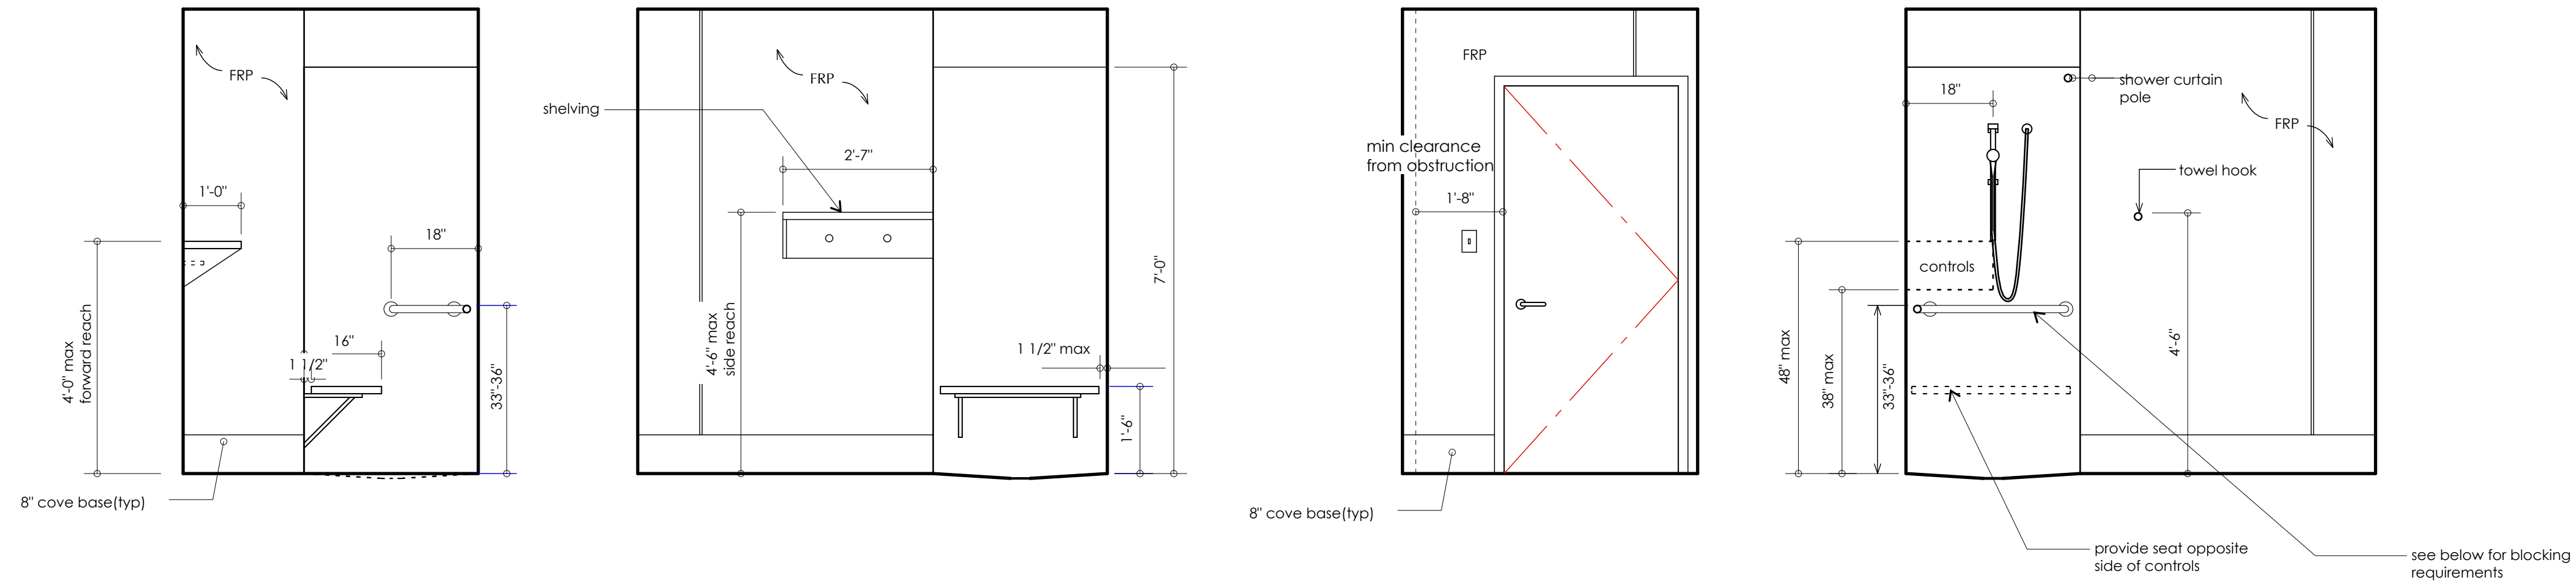 FRP
1'-0"
18"
4'-0" max
forward reach
16"
1 1/2"
33"-36"
8" cove base(typ)
shelving
FRP
2'-7"
4'-6" max
side reach
7'-0"
1 1/2" max
1'-6"
FRP
min clearance
from obstruction
1'-8"
8" cove base(typ)
18"
shower curtain
pole
FRP
towel hook
controls
48" max
38" max
33"-36"
4'-6"
provide seat opposite
side of controls
see below for blocking
requirements